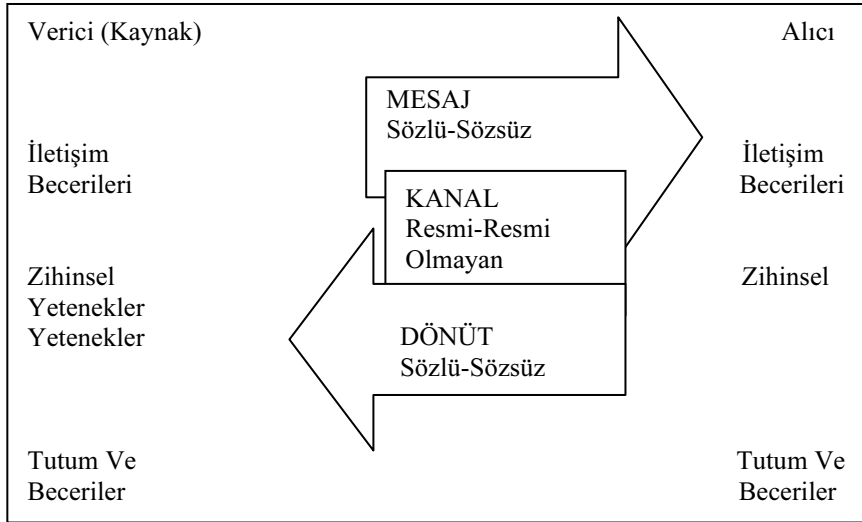 Verici (Kaynak)
Alıcı
MESAJ
Sözlü-Sözsüz
İletişim
Becerileri
İletişim
Becerileri
KANAL
Resmi-Resmi
Olmayan
Zihinsel
Yetenekler
Yetenekler
Zihinsel
DÖNÜT
Sözlü-Sözsüz
Tutum Ve
Beceriler
Tutum Ve
Beceriler